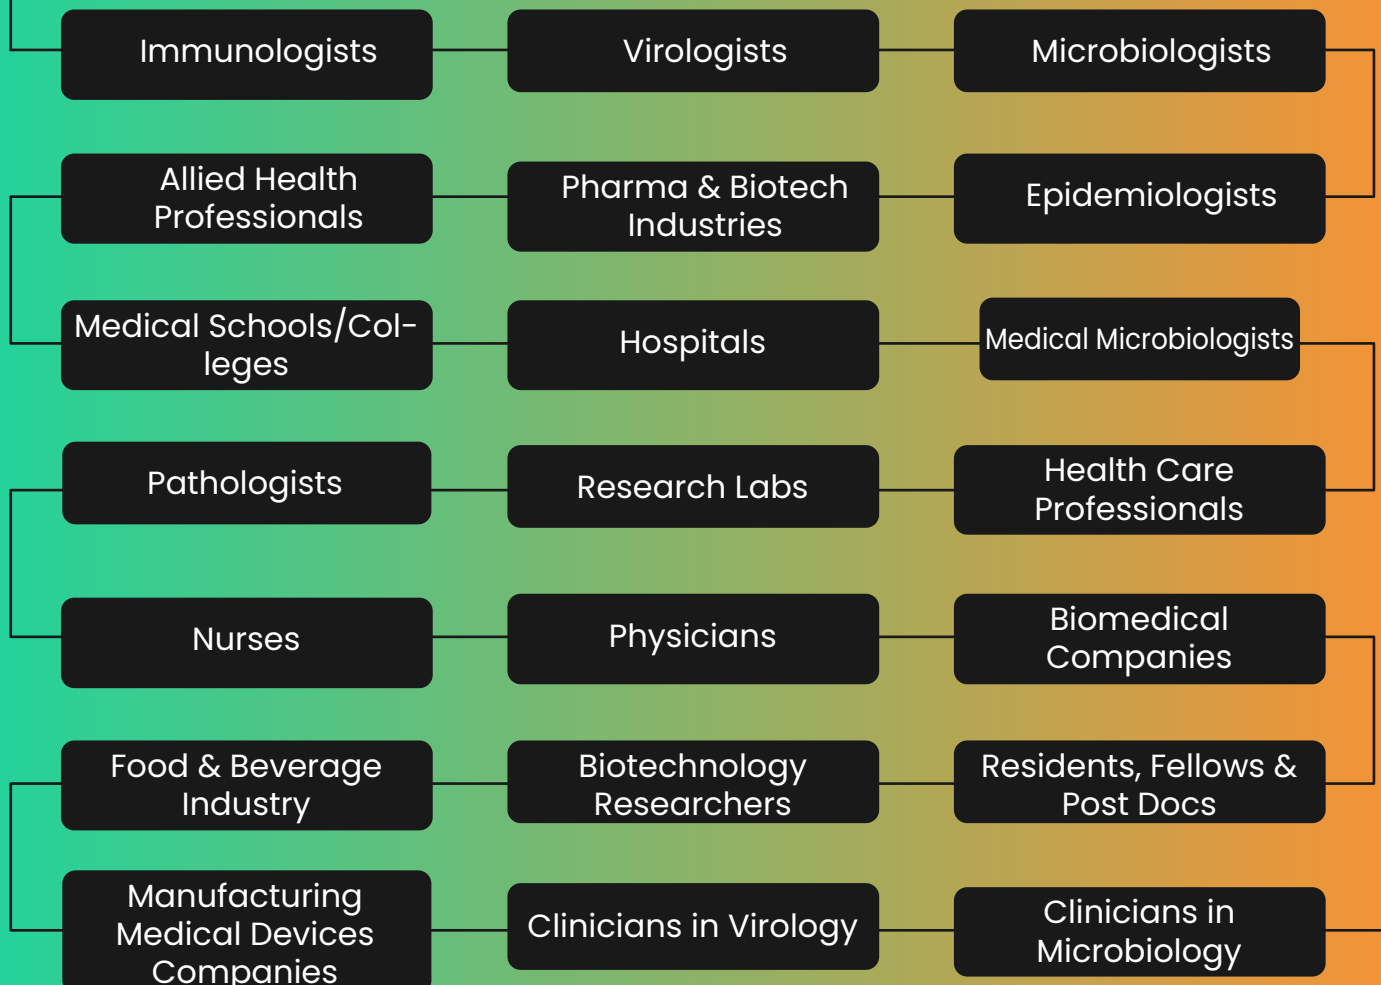 Immunologists
Virologists
Microbiologists
Allied Health
Professionals
Pharma & Biotech
Industries
Epidemiologists
Medical Schools/Col-
leges
Hospitals
Medical Microbiologists
Pathologists
Research Labs
Health Care
Professionals
Nurses
Physicians
Biomedical
Companies
Food & Beverage
Industry
Biotechnology
Researchers
Residents, Fellows &
Post Docs
Manufacturing
Medical Devices
Companies
Clinicians in Virology
Clinicians in
Microbiology